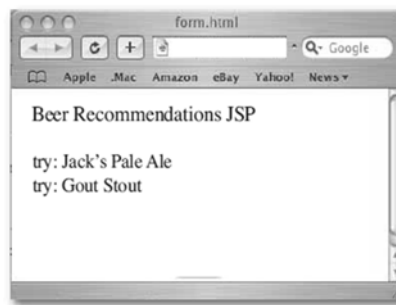 form.html
Google
Apple .Mac Amazon eBay Yahoo! News
Beer Recommendations JSP
try: Jack's Pale Ale
try: Gout Stout